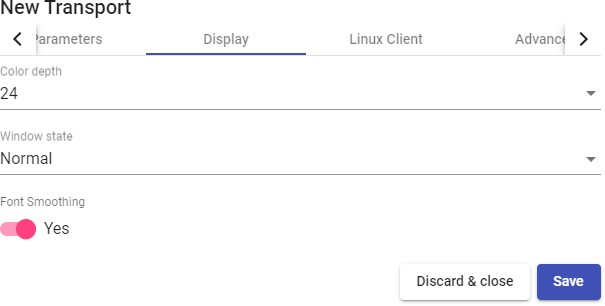 New Transport
Parameters Display Linux Client Advance
Color depth
24
Window state
Normal
Font Smoothing
Yes
Discard & close Save